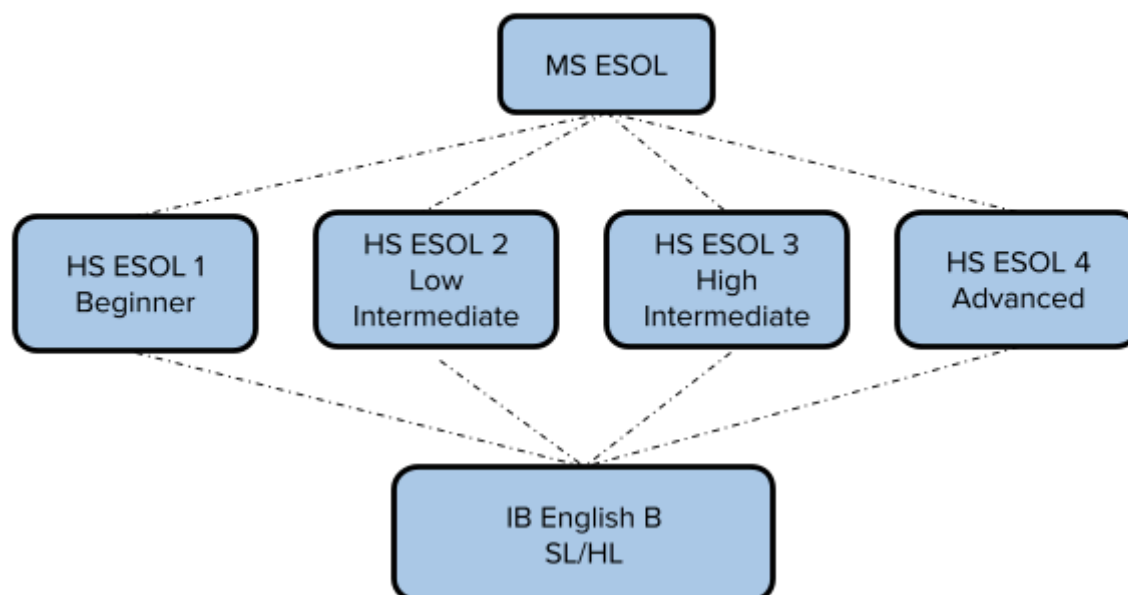 MS ESOL
HS ESOL 1
Beginner
HS ESOL 2
Low
Intermediate
HS ESOL 3
High
Intermediate
HS ESOL 4
Advanced
IB English B
SL/HL